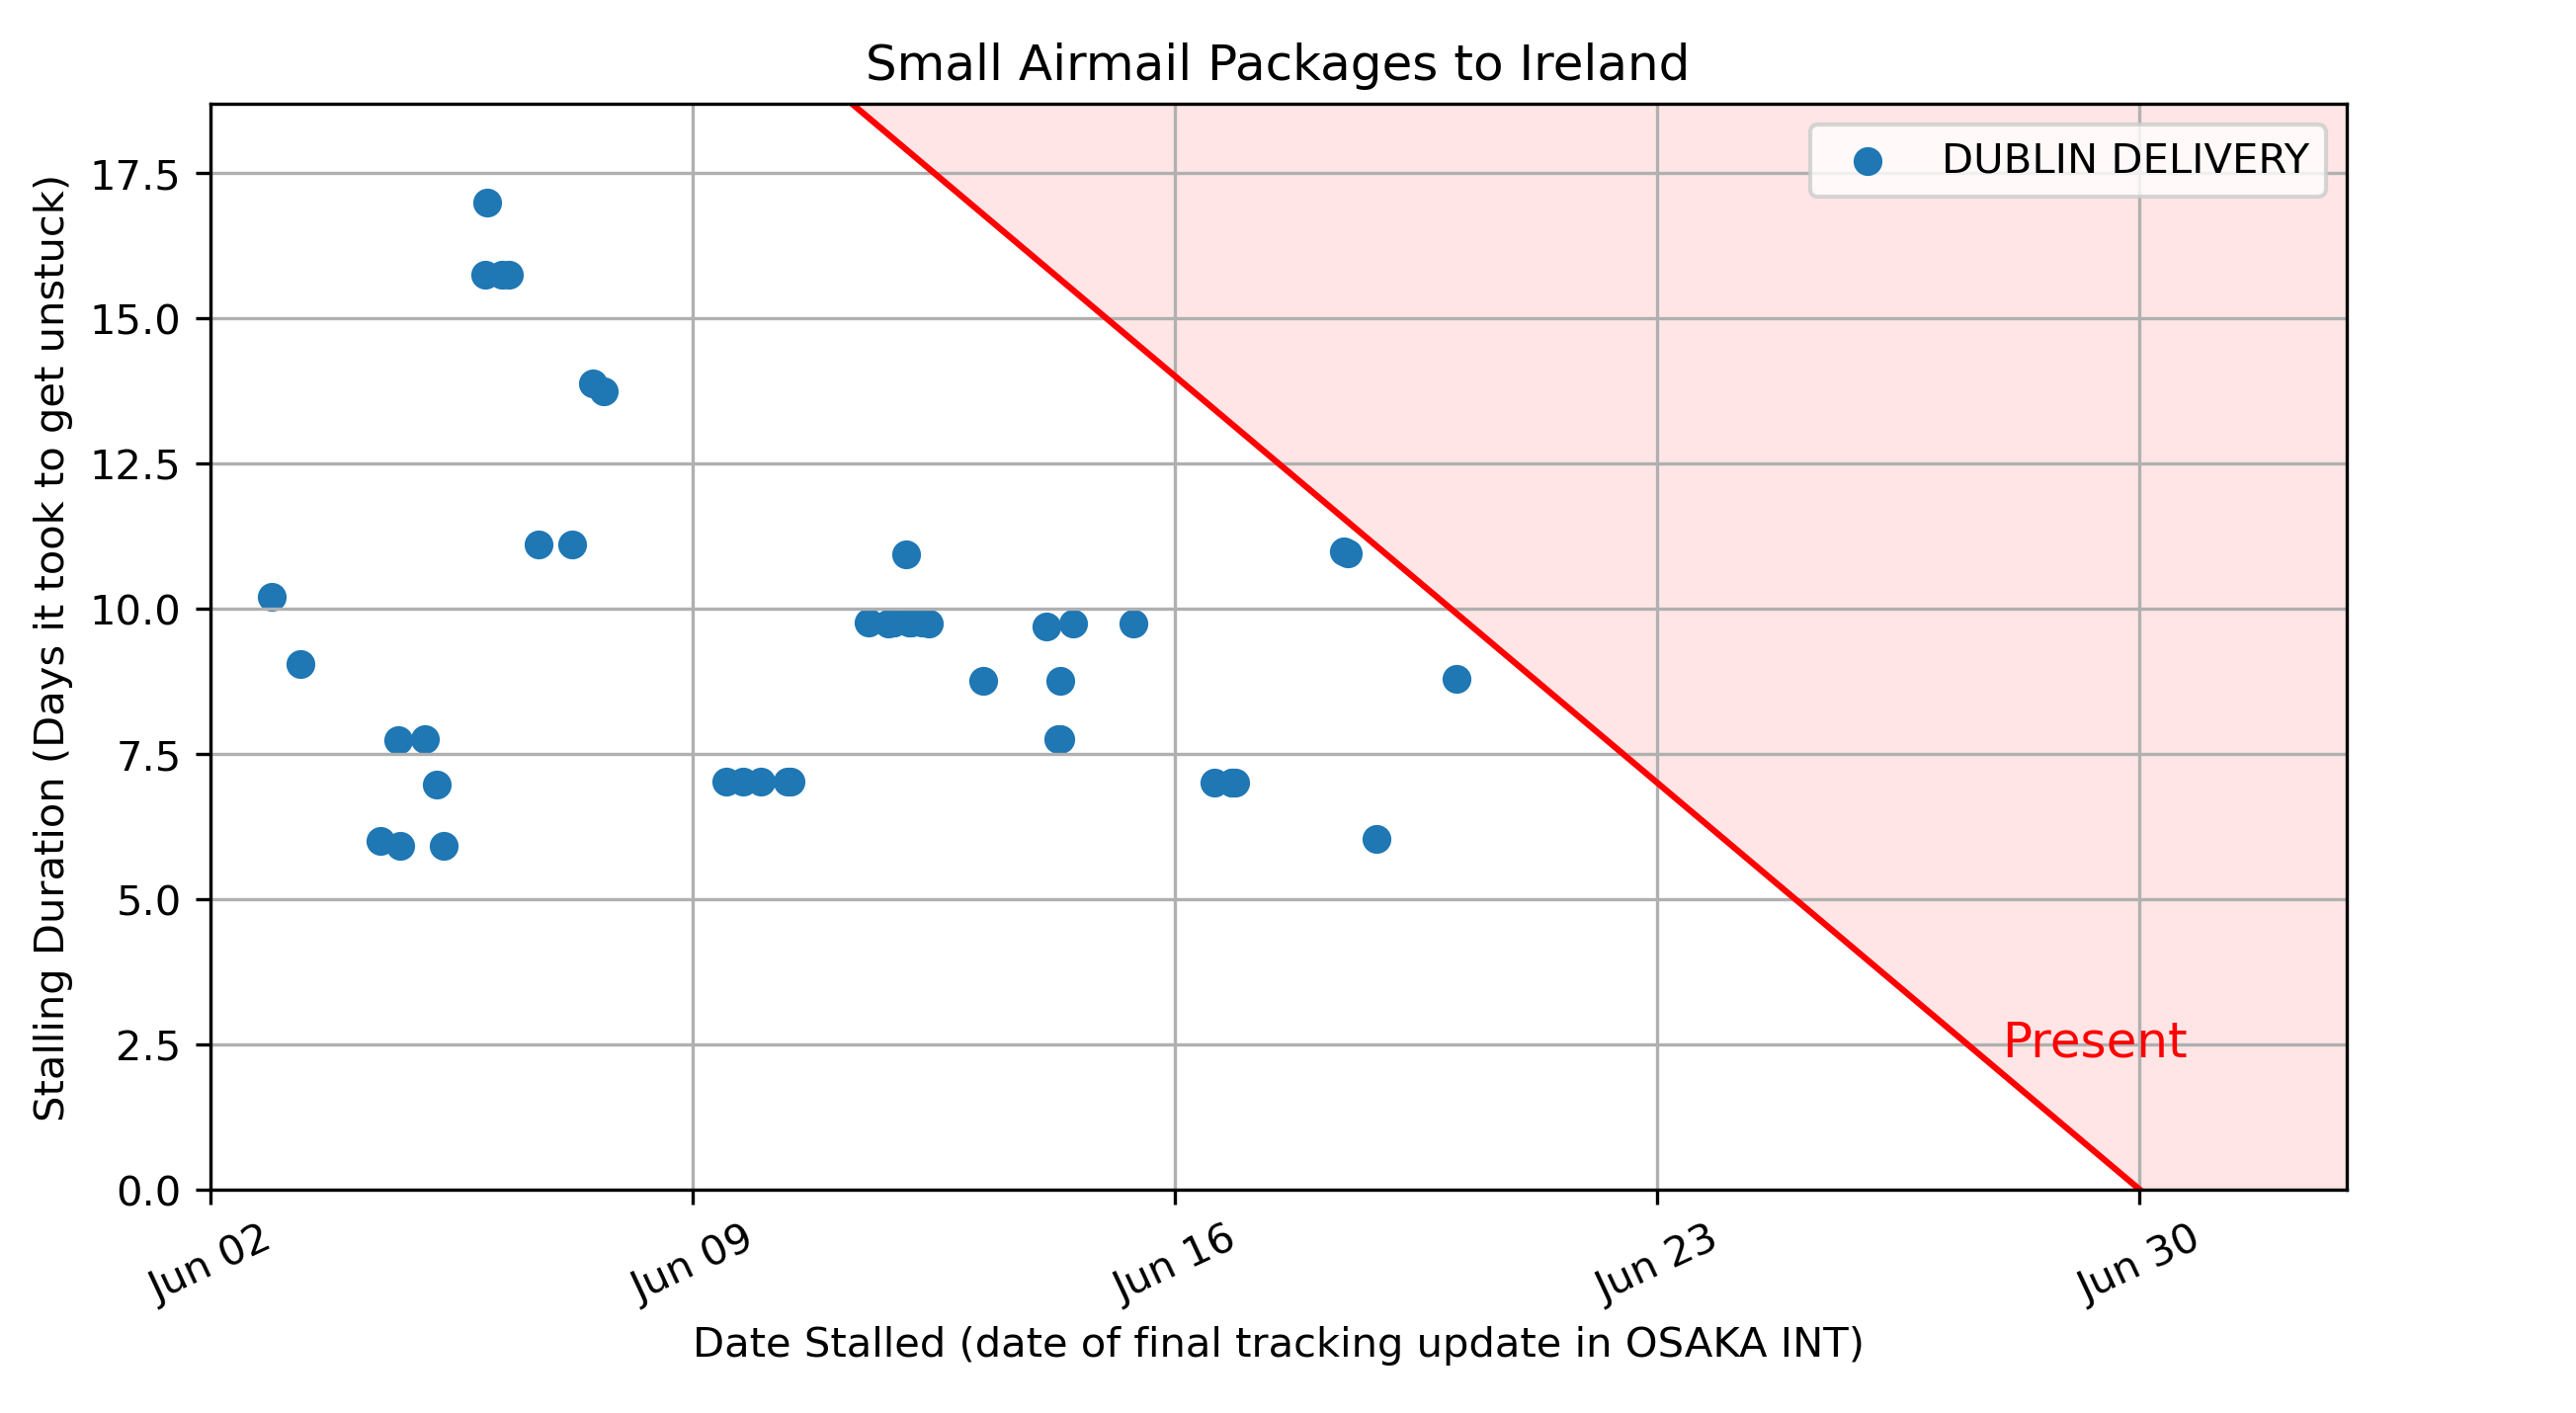 Small Airmail Packages to Ireland
DUBLIN DELIVERY
Stalling Duration (Days it took to get unstuck)
17.5
15.0
12.5
10.0
7.5
5.0
2.5
0.0
Present
Jun 02
Jun 09
Jun 16
Jun 23
Jun 30
Date Stalled (date of final tracking update in OSAKA INT)